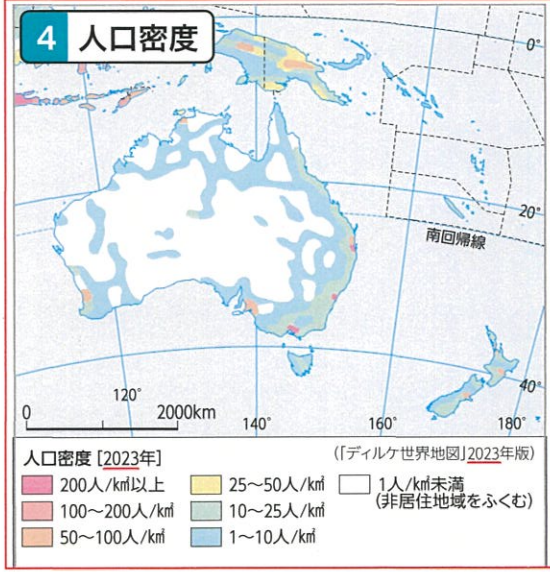 4 人口密度
0°
20°
南回帰線
40°
120°
0 2000km
140° 160° 180°
人口密度 [2023年]
(「ディルケ世界地図」2023年版)
200人/k㎡以上
25〜50人/k㎡
1人/k㎡未満
(非居住地域をふくむ)
100〜200人/k㎡
10〜25人/k㎡
50〜100人/k㎡
1〜10人/k㎡